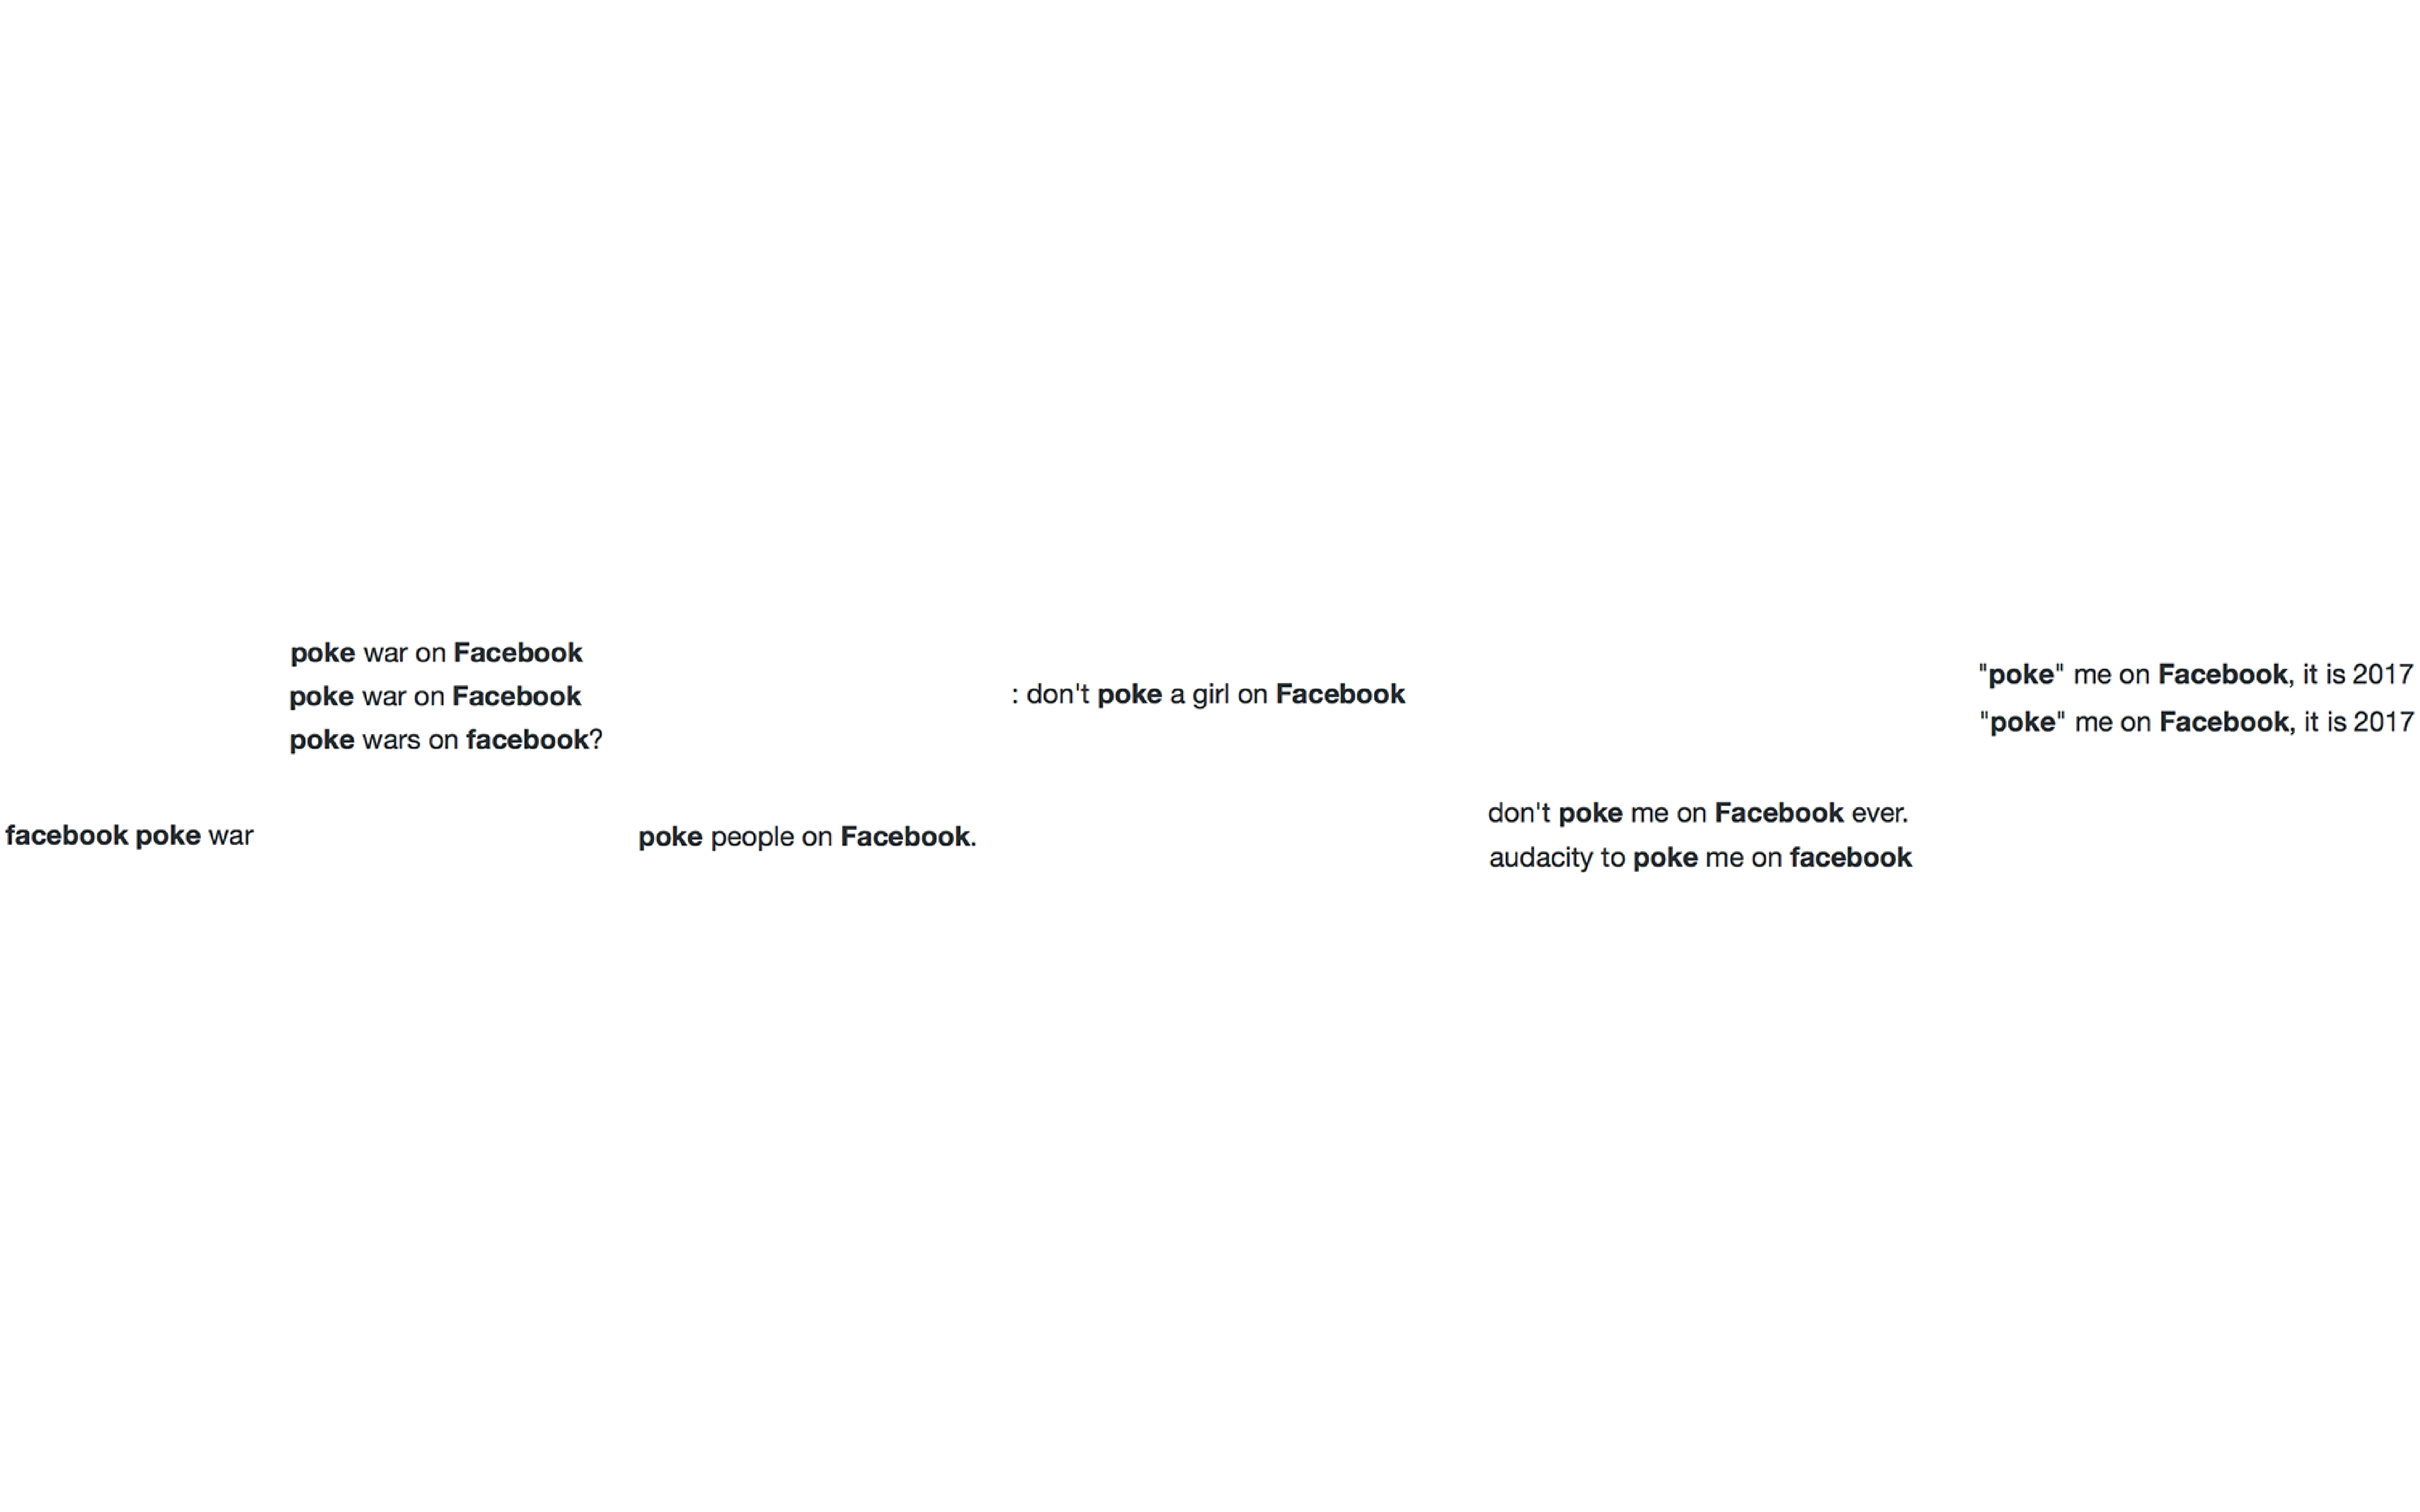 facebook poke war
poke war on Facebook
poke war on Facebook
poke wars on facebook?
poke people on Facebook.
: don't poke a girl on Facebook
don't poke me on Facebook ever.
audacity to poke me on facebook
"poke" me on Facebook, it is 2017
"poke" me on Facebook, it is 2017